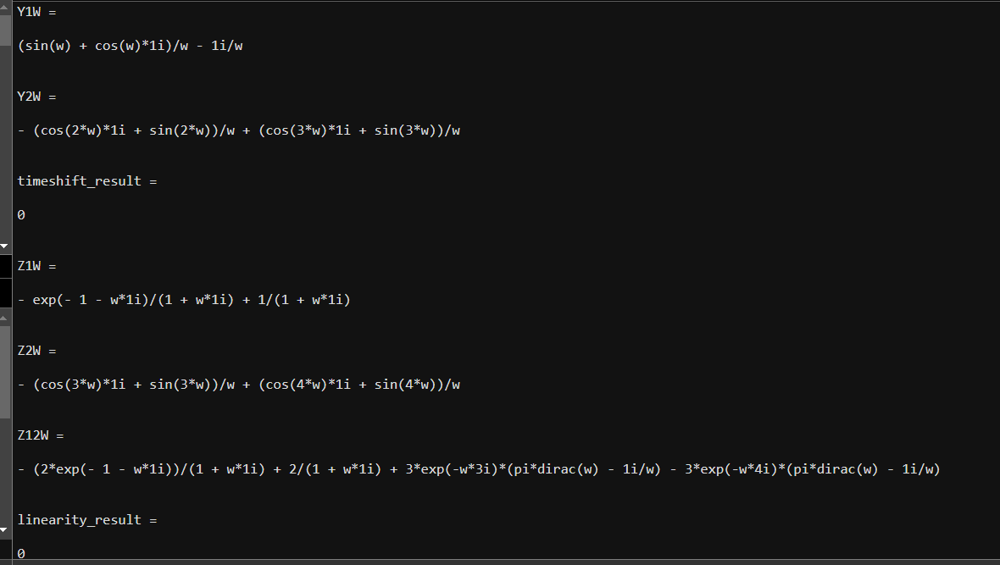 Y1W =
(sin(w) + cos(w)*1i)/w - 1i/w
Y2W =
- (cos(2*w)*1i + sin(2*w))/w + (cos(3*w)*1i + sin(3*w))/w
timeshift_result =
0
Z1W =
- exp(- 1 - w*1i)/(1 + w*1i) + 1/(1 + w*1i)
Z2W =
- (cos(3*w)*1i + sin(3*w))/w + (cos(4*w)*1i + sin(4*w))/w
Z12W =
- (2*exp(- 1 - w*1i))/(1 + w*1i) + 2/(1 + w*1i) + 3*exp(-w*3i)*(pi*dirac(w) - 1i/w) - 3*exp(-w*4i)*(pi*dirac(w) - 1i/w)
linearity_result =
0